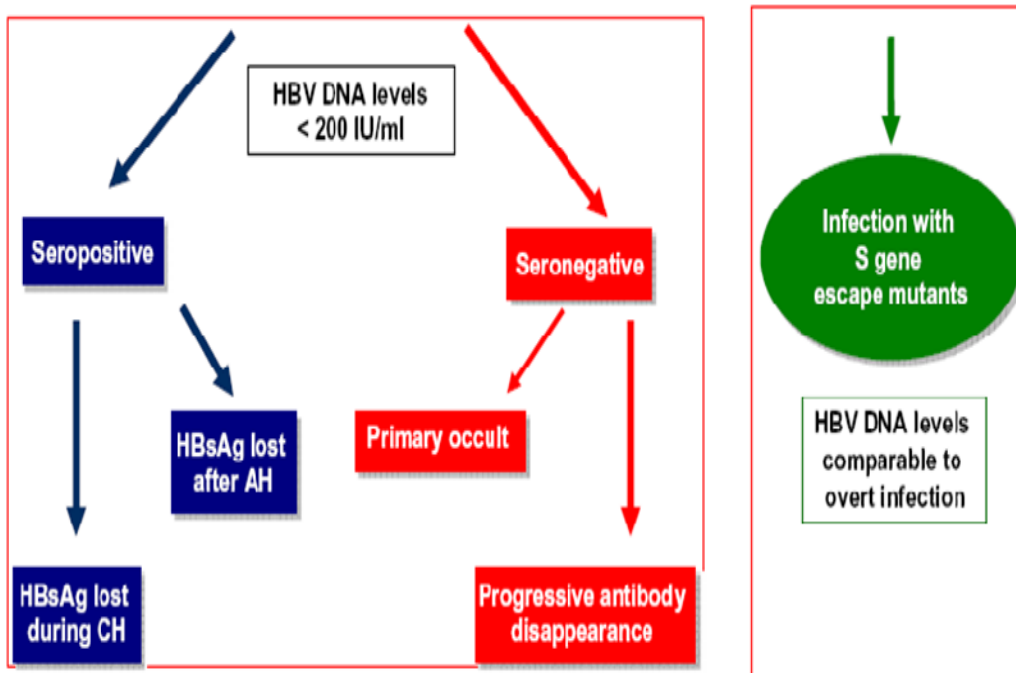 HBV DNA levels
< 200 IU/ml
Seropositive
Seronegative
HBsAg lost
after AH
Primary occult
HBsAg lost
during CH
Progressive antibody
disappearance
Infection with
S gene
escape mutants
HBV DNA levels
comparable to
overt infection